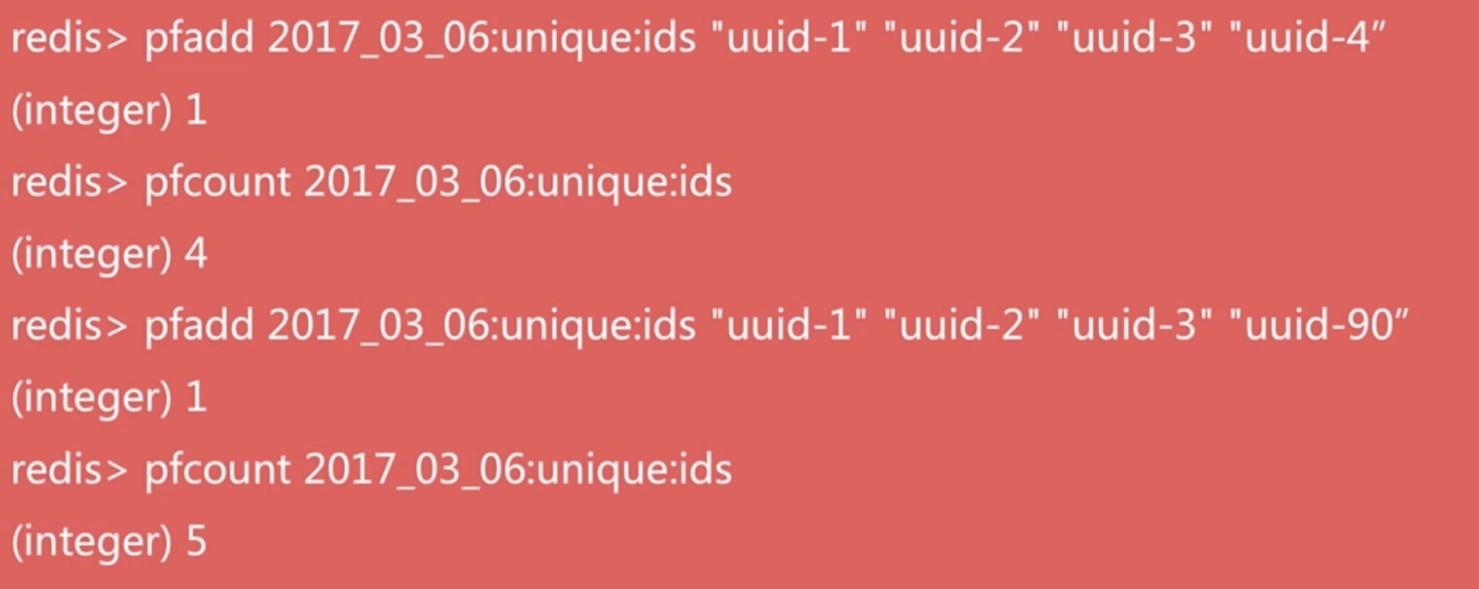 redis> pfadd 2017_03_06:unique:ids "uuid-1" "uuid-2" "uuid-3" "uuid-4”
(integer) 1
redis> pfcount 2017_03_06:unique:ids
(integer) 4
redis> pfadd 2017_03_06:unique:ids "uuid-1" "uuid-2" "uuid-3" "uuid-90”
(integer) 1
redis> pfcount 2017_03_06:unique:ids
(integer) 5